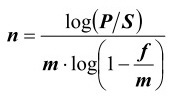 n = log(P/S) / m · log(1 − f/m)